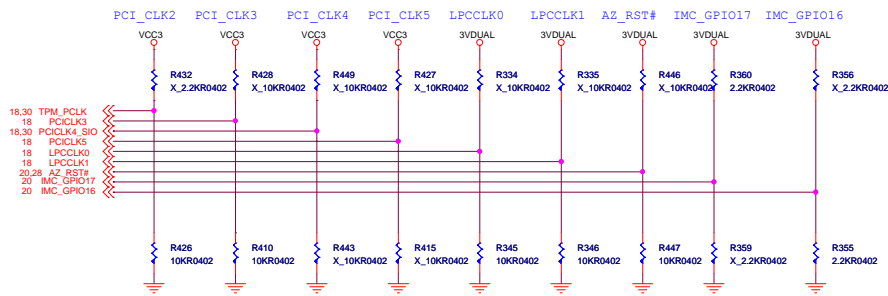 PCI_CLK2 PCI_CLK3 PCI_CLK4 PCI_CLK5 LPCCLK0 LPCCLK1 AZ_RST# IMC_GPIO17 IMC_GPIO16
VCC3 VCC3 VCC3 VCC3 3VDUAL 3VDUAL 3VDUAL 3VDUAL 3VDUAL
R432 R428 R449 R427 R334 R335 R446 R360 R356
X_2.2KR0402 X_10KR0402 X_10KR0402 X_10KR0402 X_10KR0402 X_10KR0402 X_10KR0402 2.2KR0402 X_2.2KR0402
18,30 TPM_PCLK
18 PCICLK3
18,30 PCICLK4_SIO
18 PCICLK5
18 LPCCLK0
18 LPCCLK1
20,28 AZ_RST#
20 IMC_GPIO17
20 IMC_GPIO16
R426 R410 R443 R415 R345 R346 R447 R359 R355
10KR0402 10KR0402 X_10KR0402 X_10KR0402 10KR0402 10KR0402 10KR0402 X_2.2KR0402 2.2KR0402